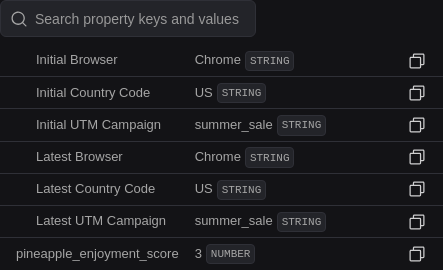 Search property keys and values
Initial Browser Chrome STRING
Initial Country Code US STRING
Initial UTM Campaign summer_sale STRING
Latest Browser Chrome STRING
Latest Country Code US STRING
Latest UTM Campaign summer_sale STRING
pineapple_enjoyment_score 3 NUMBER